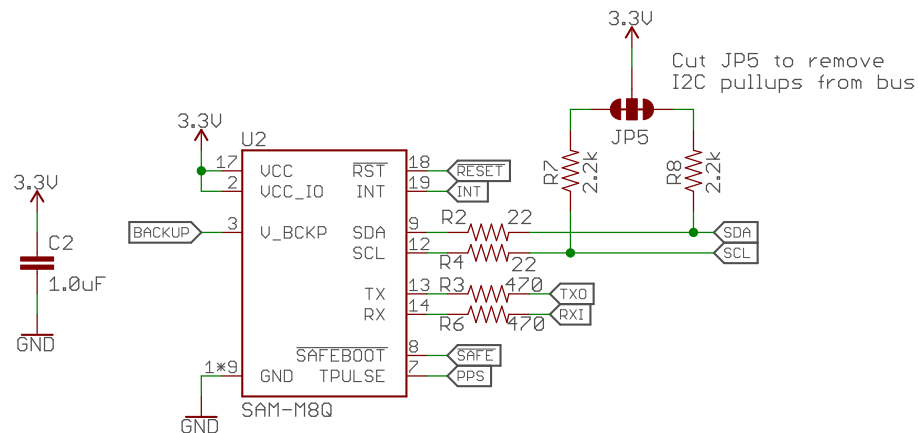 3.3V
Cut JP5 to remove
I2C pullups from bus
JP5
3.3V
U2
R7
2.2k
R8
2.2k
17
VCC
RST
18
RESET
2
VCC_IO
INT
19
INT
3.3V
BACKUP
3
V_BCKP
SDA
9
R2
22
SDA
SCL
12
R4
22
SCL
C2
1.0uF
TX
13
R3
470
TXO
RX
14
R6
470
RXI
GND
SAFEBOOT
8
SAFE
1*9
GND
TPULSE
7
PPS
GND
SAM-M8Q